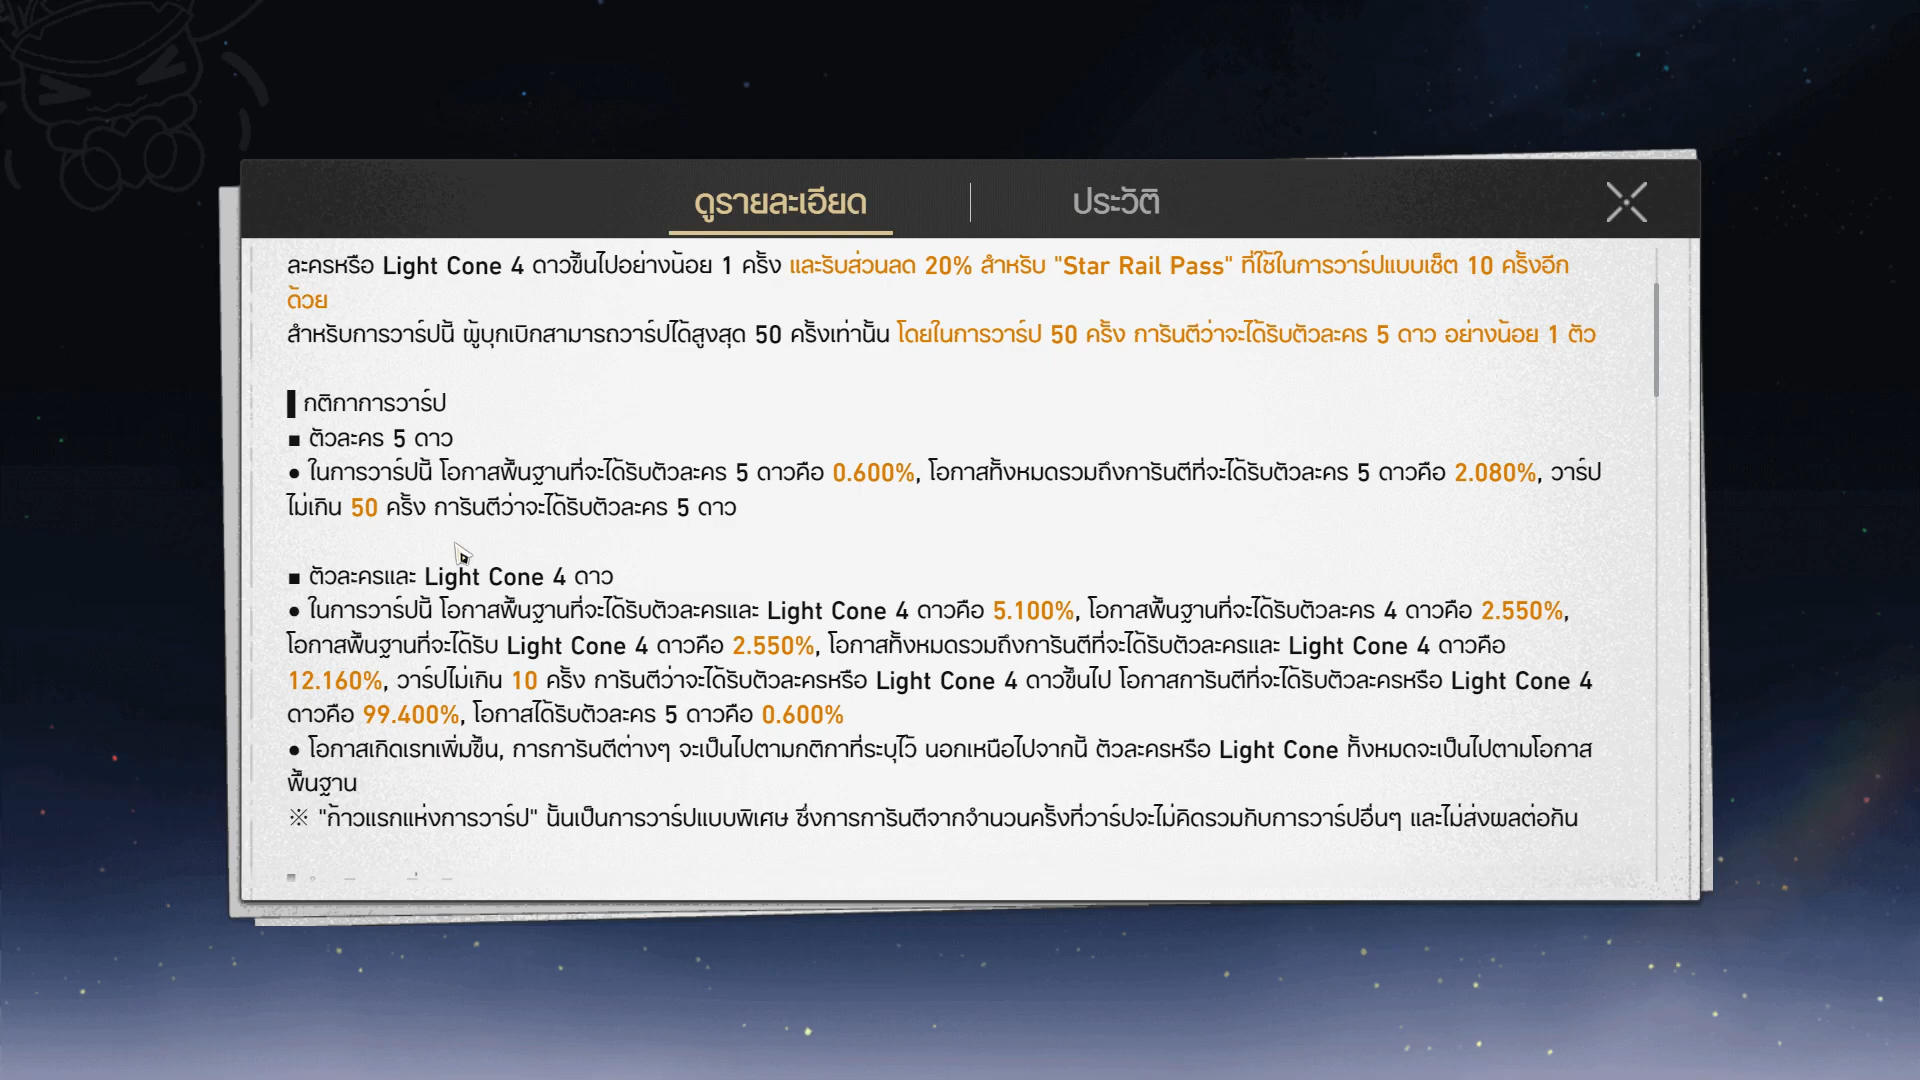 ดูรายละเอียด
ประวัติ
ละครหรือ Light Cone 4 ดาวขึ้นไปอย่างน้อย 1 ครั้ง และรับส่วนลด 20% สำหรับ "Star Rail Pass" ที่ใช้ในการวาร์ปแบบเซ็ต 10 ครั้งอีก
ด้วย
สำหรับการวาร์ปนี้ ผู้บุกเบิกสามารถวาร์ปได้สูงสุด 50 ครั้งเท่านั้น โดยในการวาร์ป 50 ครั้ง การันตีว่าจะได้รับตัวละคร 5 ดาว อย่างน้อย 1 ตัว
▌กติกาการวาร์ป
■ ตัวละคร 5 ดาว
● ในการวาร์ปนี้ โอกาสพื้นฐานที่จะได้รับตัวละคร 5 ดาวคือ 0.600%, โอกาสทั้งหมดรวมถึงการันตีที่จะได้รับตัวละคร 5 ดาวคือ 2.080%, วาร์ป
ไม่เกิน 50 ครั้ง การันตีว่าจะได้รับตัวละคร 5 ดาว
■ ตัวละครและ Light Cone 4 ดาว
● ในการวาร์ปนี้ โอกาสพื้นฐานที่จะได้รับตัวละครและ Light Cone 4 ดาวคือ 5.100%, โอกาสพื้นฐานที่จะได้รับตัวละคร 4 ดาวคือ 2.550%,
โอกาสพื้นฐานที่จะได้รับ Light Cone 4 ดาวคือ 2.550%, โอกาสทั้งหมดรวมถึงการันตีที่จะได้รับตัวละครและ Light Cone 4 ดาวคือ
12.160%, วาร์ปไม่เกิน 10 ครั้ง การันตีว่าจะได้รับตัวละครหรือ Light Cone 4 ดาวขึ้นไป โอกาสการันตีที่จะได้รับตัวละครหรือ Light Cone 4
ดาวคือ 99.400%, โอกาสได้รับตัวละคร 5 ดาวคือ 0.600%
● โอกาสเกิดเรทเพิ่มขึ้น, การการันตีต่างๆ จะเป็นไปตามกติกาที่ระบุไว้ นอกเหนือไปจากนี้ ตัวละครหรือ Light Cone ทั้งหมดจะเป็นไปตามโอกาส
พื้นฐาน
※ "ก้าวแรกแห่งการวาร์ป" นั้นเป็นการวาร์ปแบบพิเศษ ซึ่งการการันตีจากจำนวนครั้งที่วาร์ปจะไม่คิดรวมกับการวาร์ปอื่นๆ และไม่ส่งผลต่อกัน